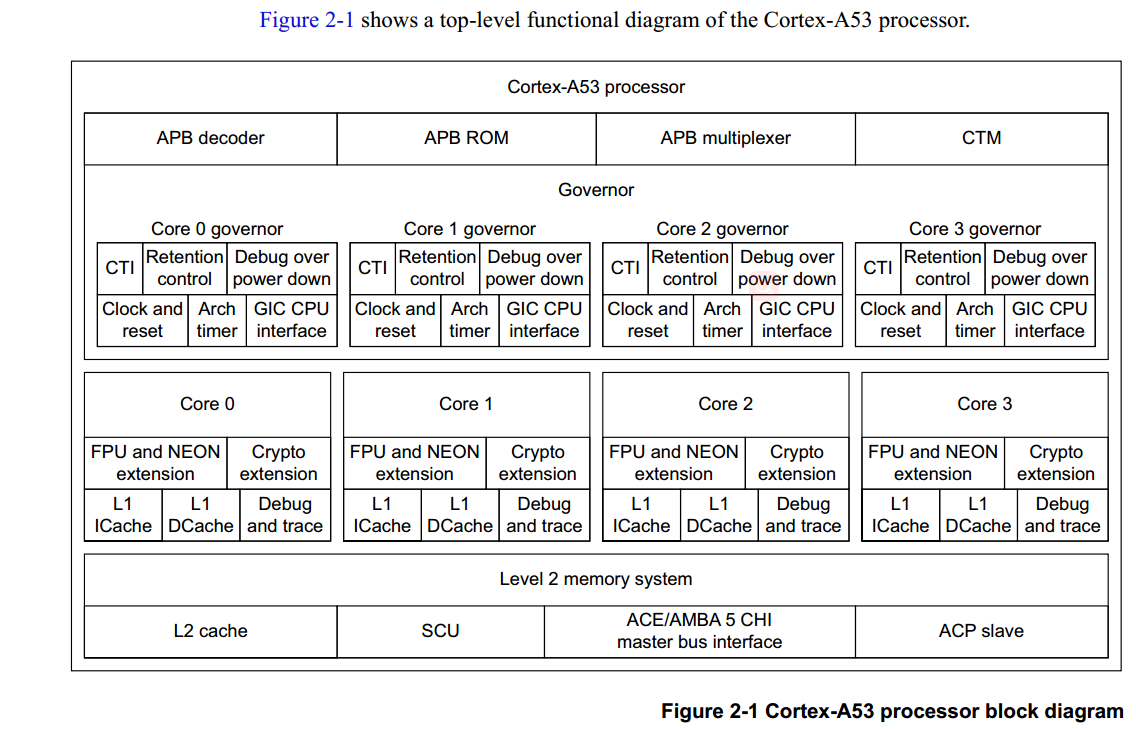 Figure 2-1 shows a top-level functional diagram of the Cortex-A53 processor.
Cortex-A53 processor
APB decoder
APB ROM
APB multiplexer
CTM
Governor
Core 0 governor
CTI
Retention
control
Debug over
power down
Clock and
reset
Arch
timer
GIC CPU
interface
Core 1 governor
CTI
Retention
control
Debug over
power down
Clock and
reset
Arch
timer
GIC CPU
interface
Core 2 governor
CTI
Retention
control
Debug over
power down
Clock and
reset
Arch
timer
GIC CPU
interface
Core 3 governor
CTI
Retention
control
Debug over
power down
Clock and
reset
Arch
timer
GIC CPU
interface
Core 0
FPU and NEON
extension
Crypto
extension
L1
ICache
L1
DCache
Debug
and trace
Core 1
FPU and NEON
extension
Crypto
extension
L1
ICache
L1
DCache
Debug
and trace
Core 2
FPU and NEON
extension
Crypto
extension
L1
ICache
L1
DCache
Debug
and trace
Core 3
FPU and NEON
extension
Crypto
extension
L1
ICache
L1
DCache
Debug
and trace
Level 2 memory system
L2 cache
SCU
ACE/AMBA 5 CHI
master bus interface
ACP slave
Figure 2-1 Cortex-A53 processor block diagram